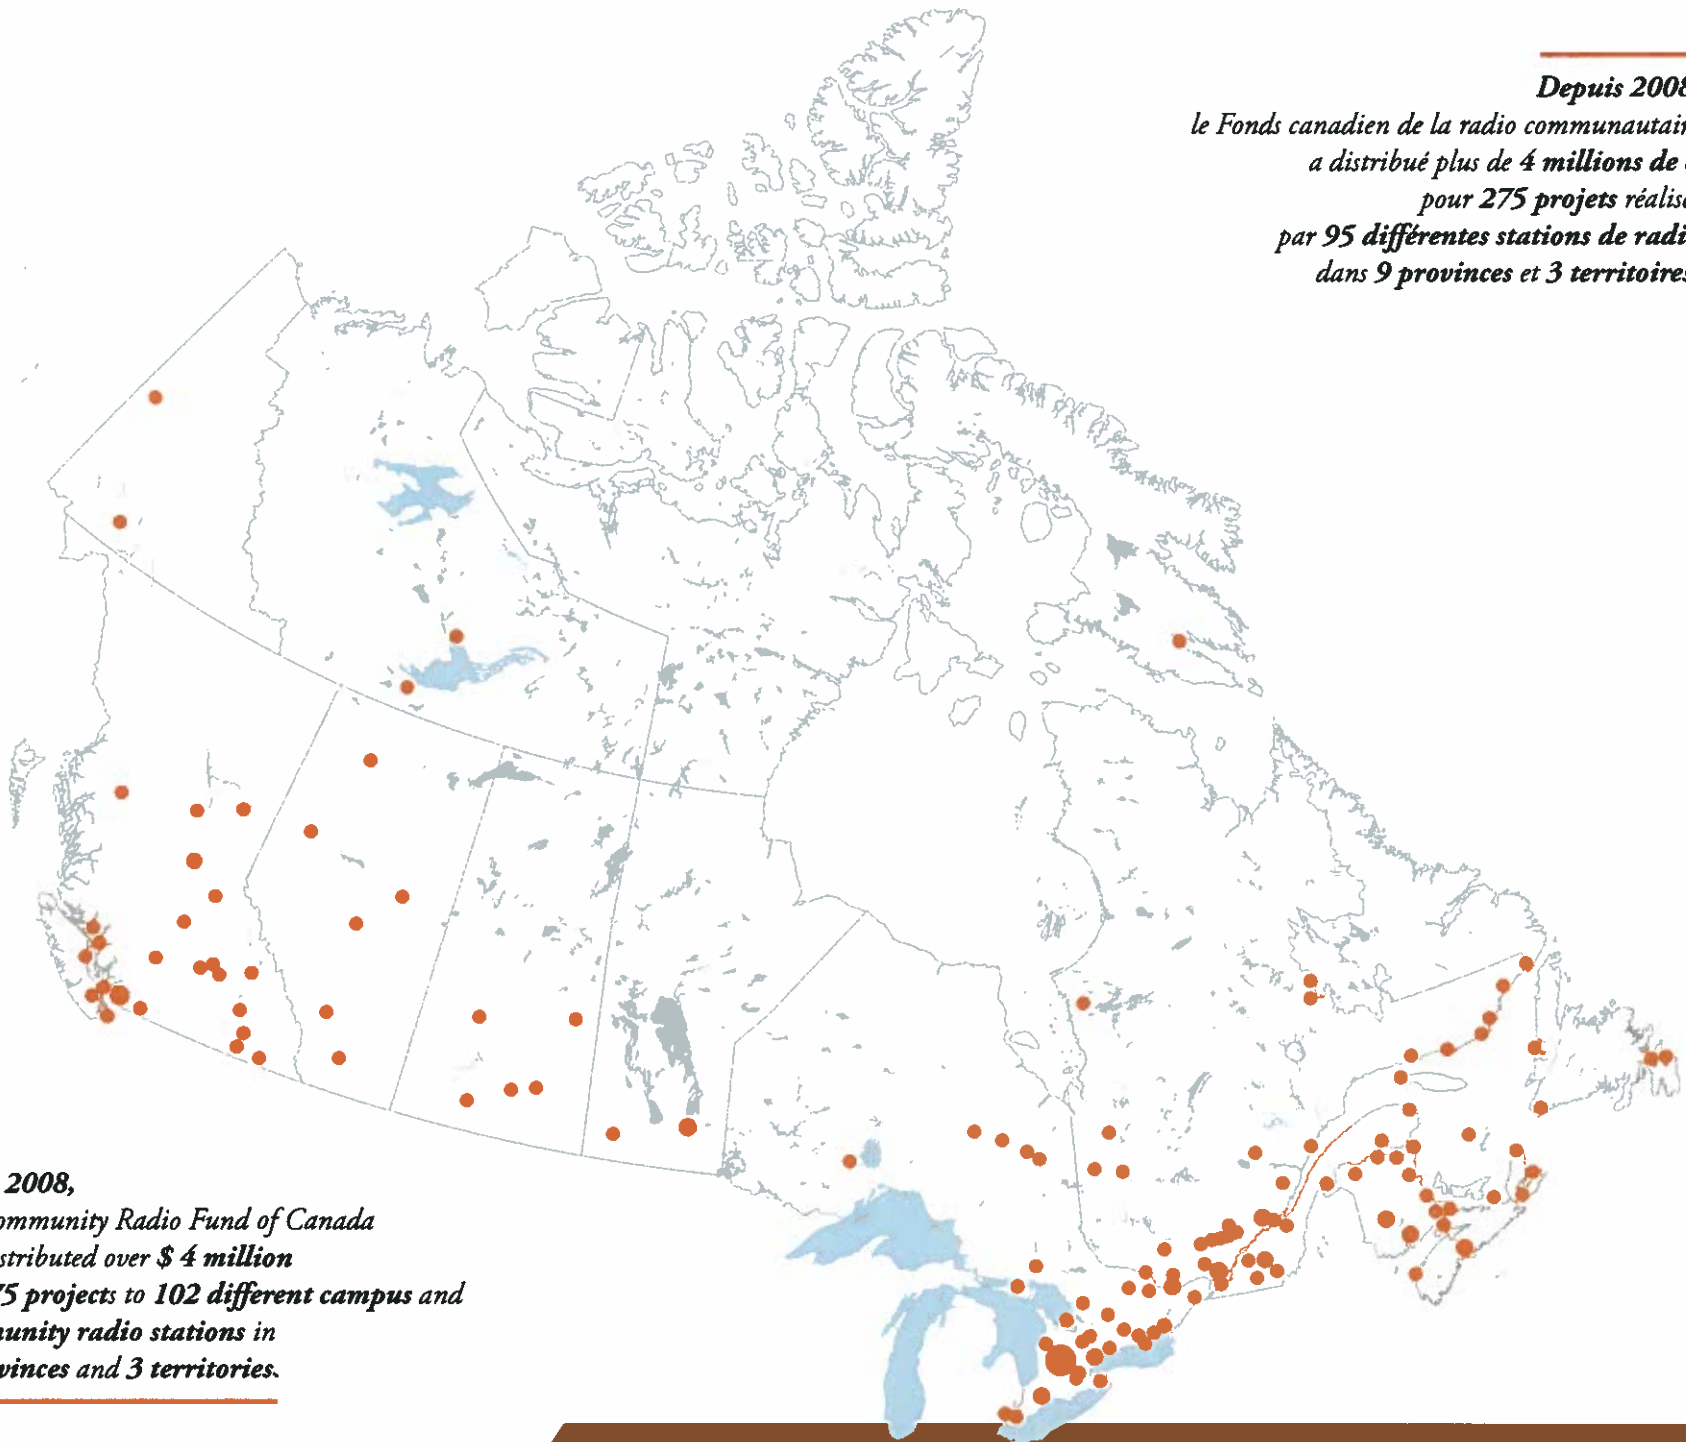 Depuis 2008
le Fonds canadien de la radio communautair
a distribué plus de 4 millions de
pour 275 projets réalis
par 95 différentes stations de radi
dans 9 provinces et 3 territoires
2008,
ommunity Radio Fund of Canada
stributed over $ 4 million
75 projects to 102 different campus and
unity radio stations in
vinces and 3 territories.